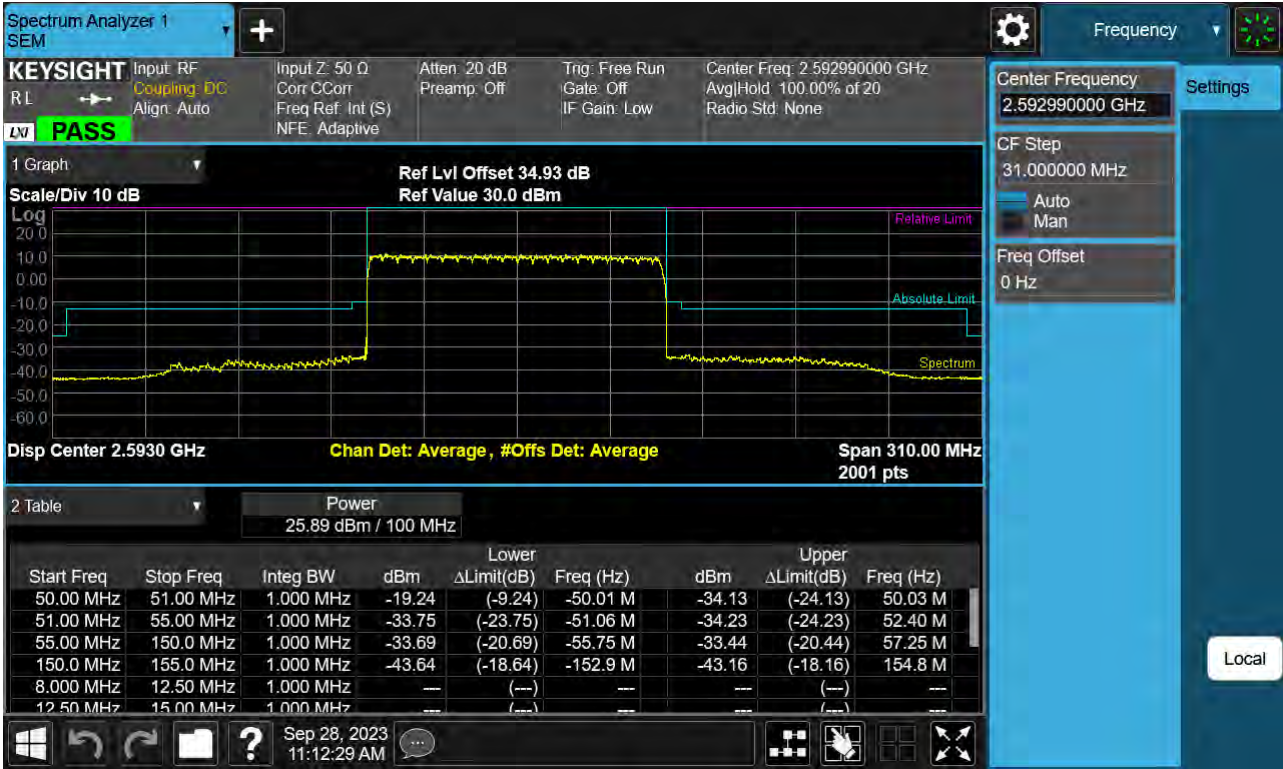 Spectrum Analyzer 1
SEM
+
Frequency
KEYSIGHT
Input: RF
Coupling: DC
Align: Auto
Input Z: 50 Ω
Corr CCorr
Freq Ref: Int (S)
NFE: Adaptive
Atten: 20 dB
Preamp: Off
Trig: Free Run
Gate: Off
IF Gain: Low
Center Freq: 2.592990000 GHz
Avg|Hold: 100.00% of 20
Radio Std: None
R L
LXI
PASS
Center Frequency
2.592990000 GHz
Settings
CF Step
31.000000 MHz
Auto
Man
Freq Offset
0 Hz
Local
1 Graph
Ref Lvl Offset 34.93 dB
Scale/Div 10 dB
Ref Value 30.0 dBm
Log
Relative Limit
20.0
10.0
0.00
-10.0
Absolute Limit
-20.0
-30.0
Spectrum
-40.0
-50.0
-60.0
Disp Center 2.5930 GHz
Chan Det: Average, #Offs Det: Average
Span 310.00 MHz
2001 pts
2 Table
Power
25.89 dBm / 100 MHz
Lower Upper
Start Freq Stop Freq Integ BW dBm ΔLimit(dB) Freq (Hz) dBm ΔLimit(dB) Freq (Hz)
50.00 MHz 51.00 MHz 1.000 MHz -19.24 (-9.24) -50.01 M -34.13 (-24.13) 50.03 M
51.00 MHz 55.00 MHz 1.000 MHz -33.75 (-23.75) -51.06 M -34.23 (-24.23) 52.40 M
55.00 MHz 150.0 MHz 1.000 MHz -33.69 (-20.69) -55.75 M -33.44 (-20.44) 57.25 M
150.0 MHz 155.0 MHz 1.000 MHz -43.64 (-18.64) -152.9 M -43.16 (-18.16) 154.8 M
8.000 MHz 12.50 MHz 1.000 MHz --- (---) --- --- (---) ---
12.50 MHz 15.00 MHz 1.000 MHz --- (---) --- --- (---) ---
?
Sep 28, 2023
11:12:29 AM